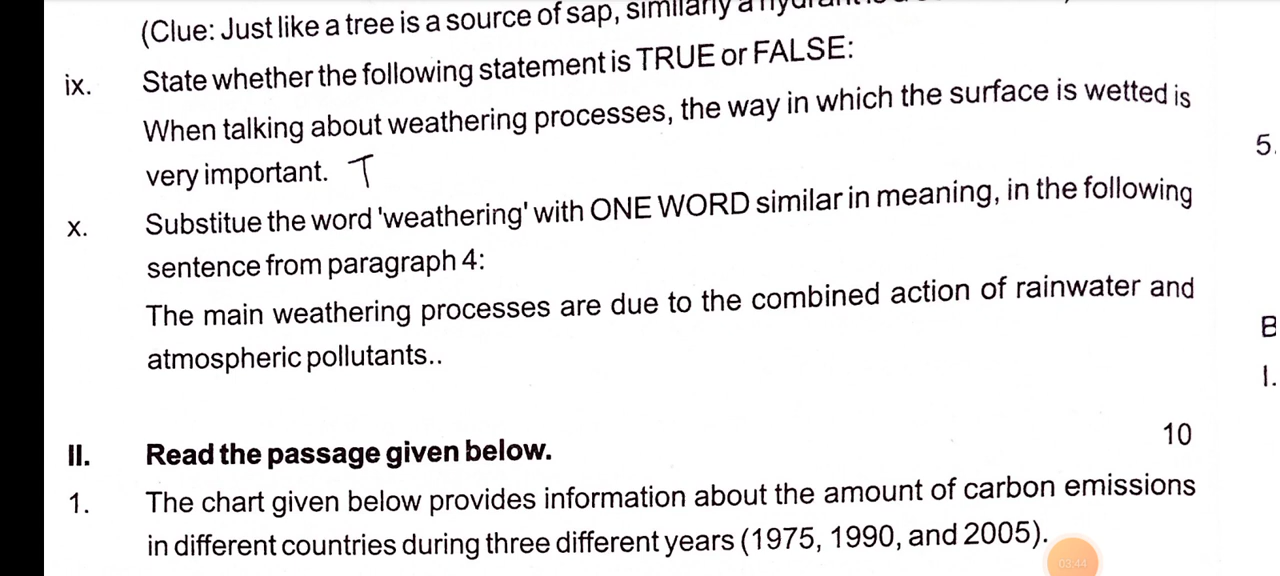 (Clue: Just like a tree is a source of sap, similarly a
ix. State whether the following statement is TRUE or FALSE:
When talking about weathering processes, the way in which the surface is wetted is
very important. T
5.
x. Substitue the word 'weathering' with ONE WORD similar in meaning, in the following
sentence from paragraph 4:
The main weathering processes are due to the combined action of rainwater and
atmospheric pollutants..
B
I.
II. Read the passage given below. 10
1. The chart given below provides information about the amount of carbon emissions
in different countries during three different years (1975, 1990, and 2005).
03:44